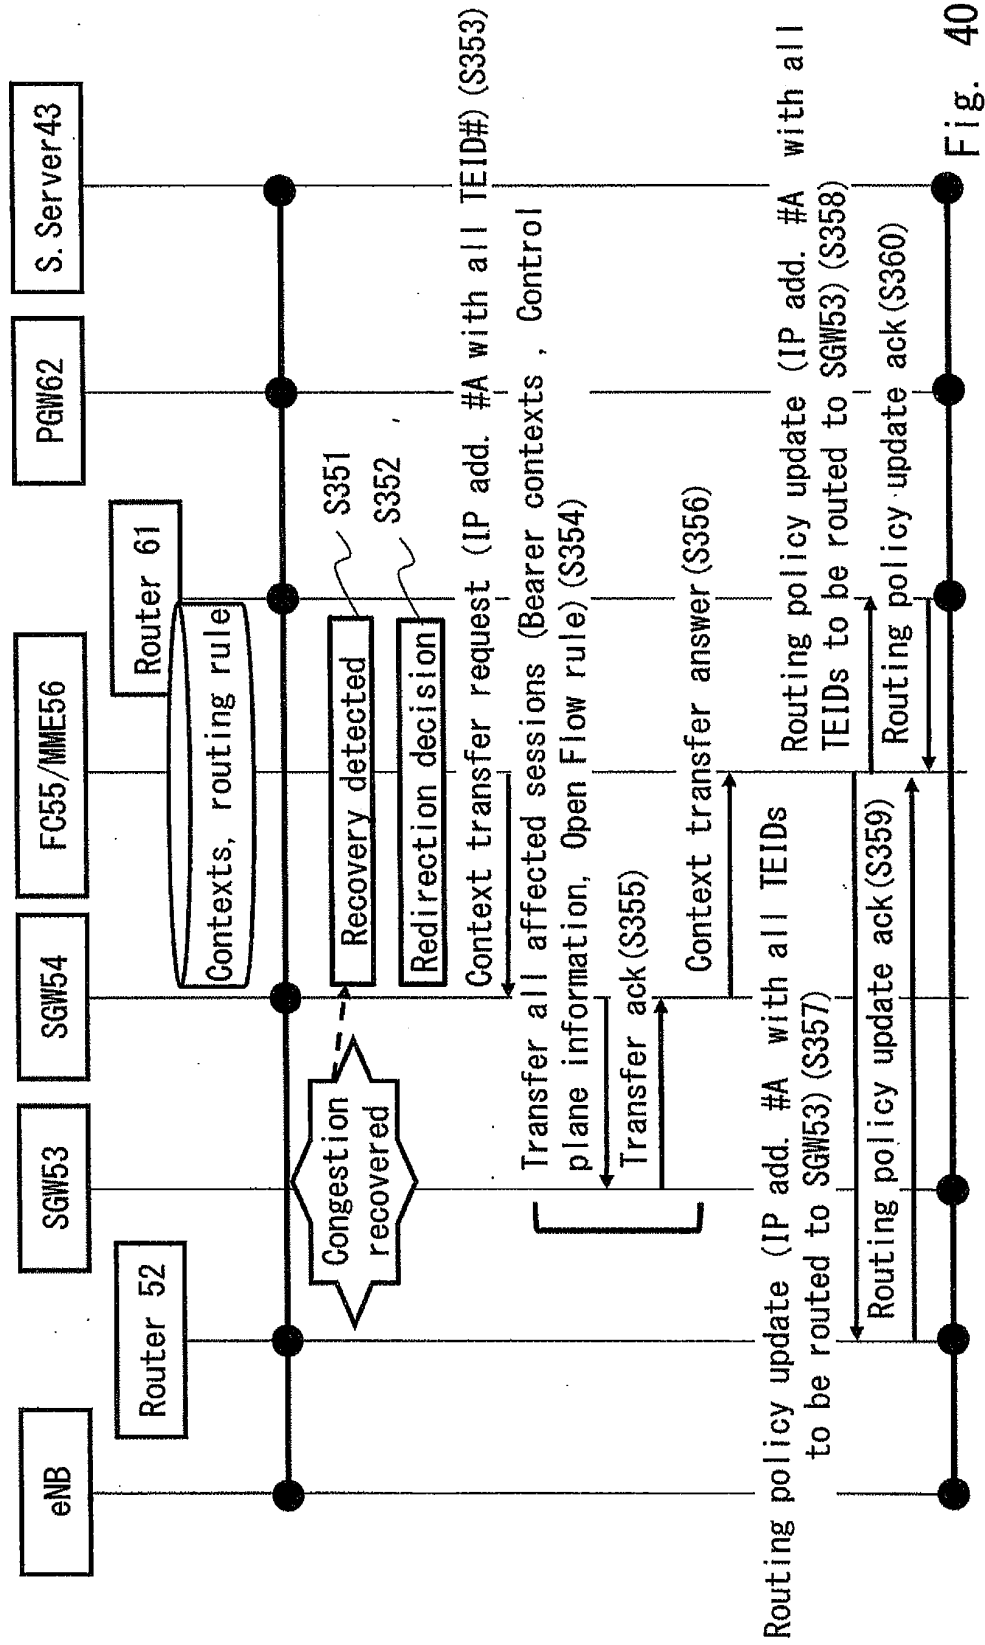 eNB
Router 52
SGW53
SGW54
FC55/MME56
Router 61
PGW62
S.Server43
Contexts, routing rule
Congestion
recovered
Recovery detected
S351
Redirection decision
S352
Context transfer request (IP add. #A with all TEID#)(S353)
Transfer all affected sessions (Bearer contexts, Control
plane information, Open Flow rule)(S354)
Transfer ack(S355)
Context transfer answer(S356)
Routing policy update (IP add. #A with all TEIDs
to be routed to SGW53)(S357)
Routing policy update (IP add. #A with all
TEIDs to be routed to SGW53)(S358)
Routing policy update ack(S359)
Routing policy update ack(S360)
Fig. 40